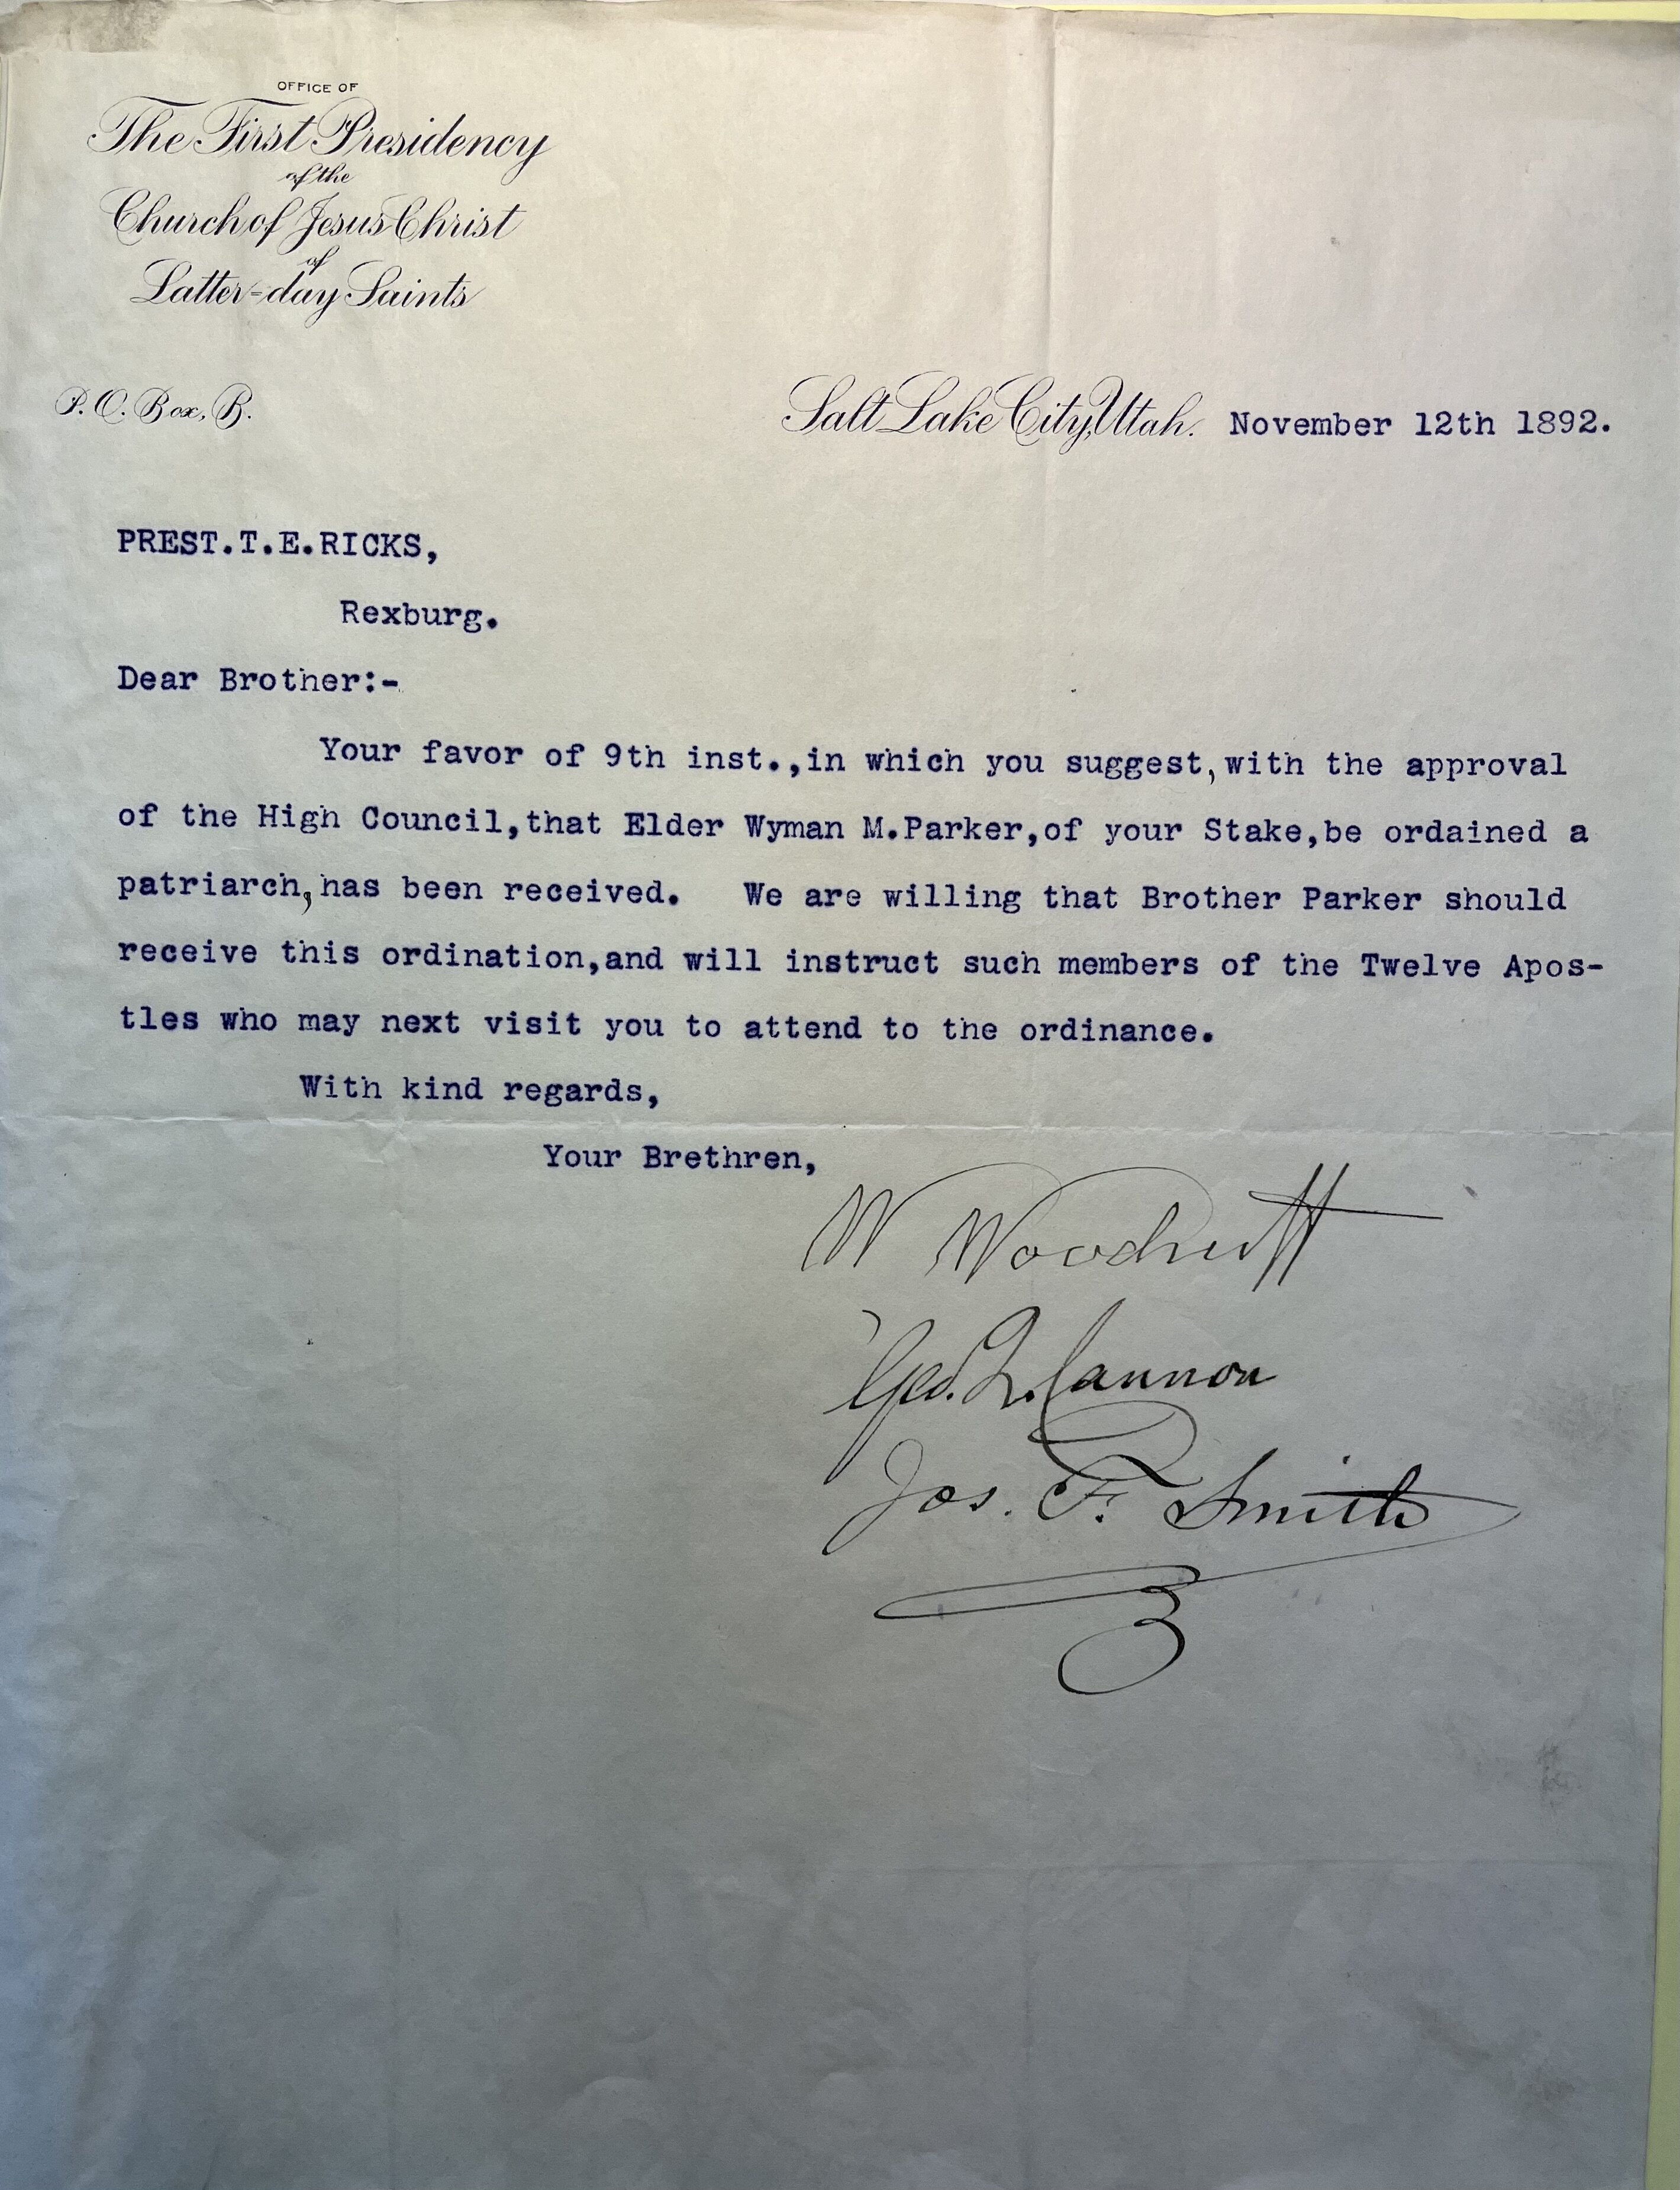 OFFICE OF
The First Presidency
of the
Church of Jesus Christ
of
Latter=day Saints
P. O. Box, B.
Salt Lake City, Utah. November 12th 1892.
PREST.T.E.RICKS,
Rexburg.
Dear Brother:-
Your favor of 9th inst.,in which you suggest,with the approval
of the High Council,that Elder Wyman M.Parker,of your Stake,be ordained a
patriarch,has been received. We are willing that Brother Parker should
receive this ordination,and will instruct such members of the Twelve Apos-
tles who may next visit you to attend to the ordinance.
With kind regards,
Your Brethren,
W Woodruff
Geo. Q. Cannon
Jos. F. Smith